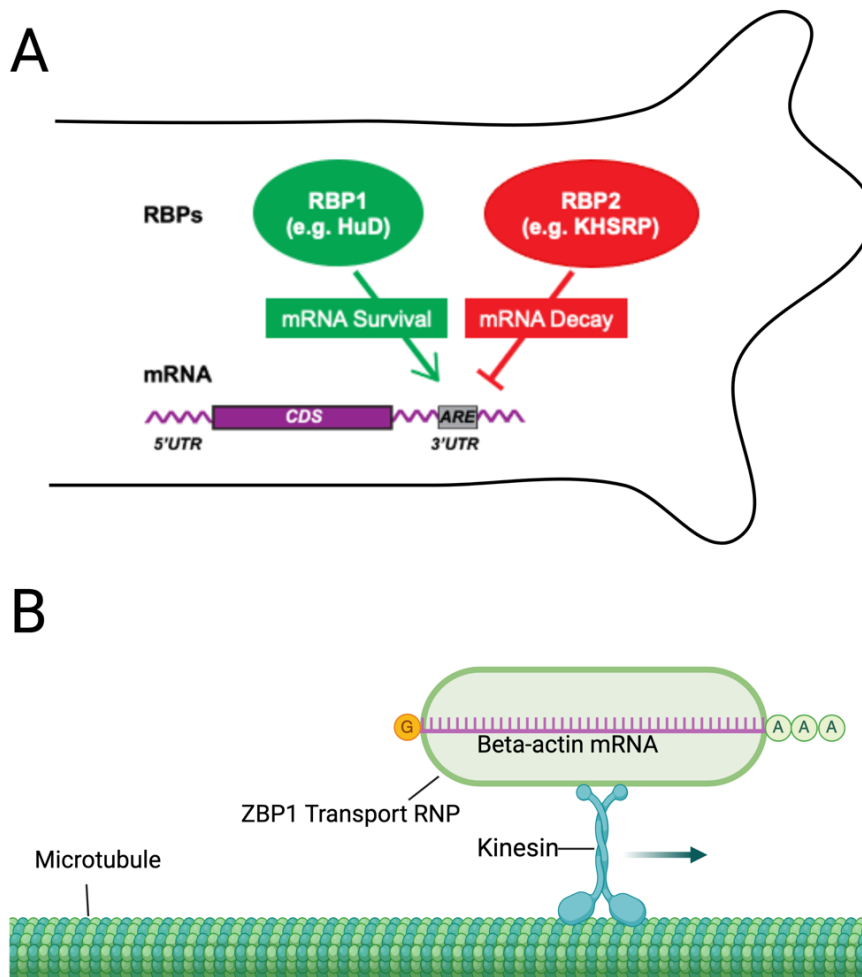 A
RBPs
RBP1
(e.g. HuD)
RBP2
(e.g. KHSRP)
mRNA Survival
mRNA Decay
mRNA
CDS
ARE
5'UTR
3'UTR
B
G
A A A
Beta-actin mRNA
ZBP1 Transport RNP
Kinesin
Microtubule